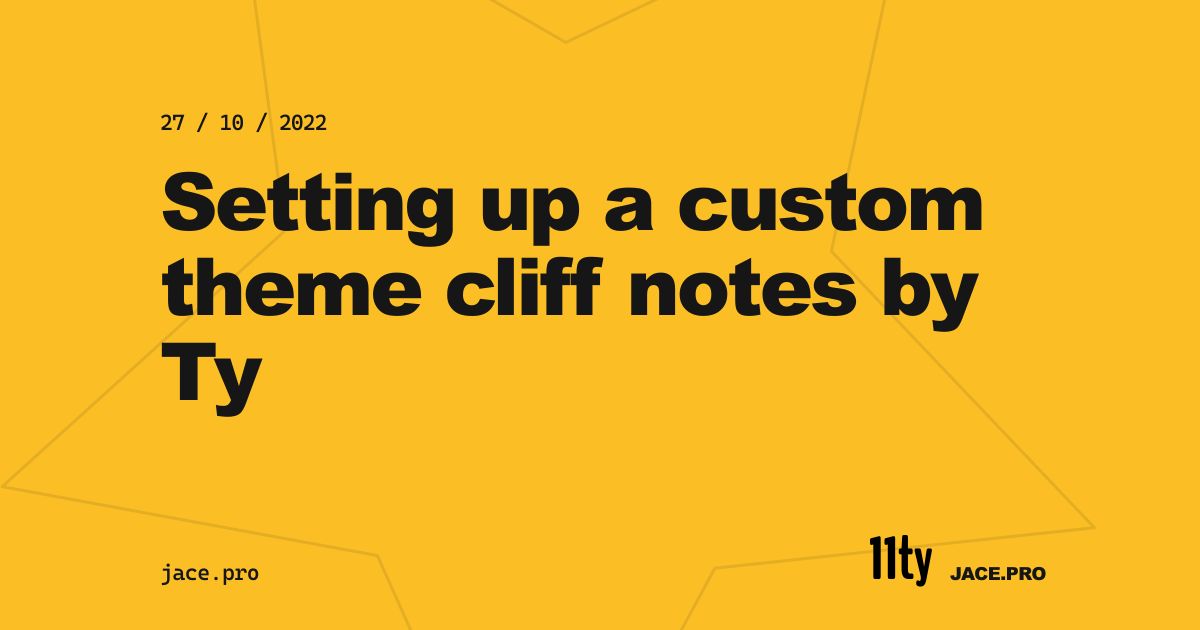 27 / 10 / 2022
Setting up a custom
theme cliff notes by
Ty
jace.pro
11ty JACE.PRO